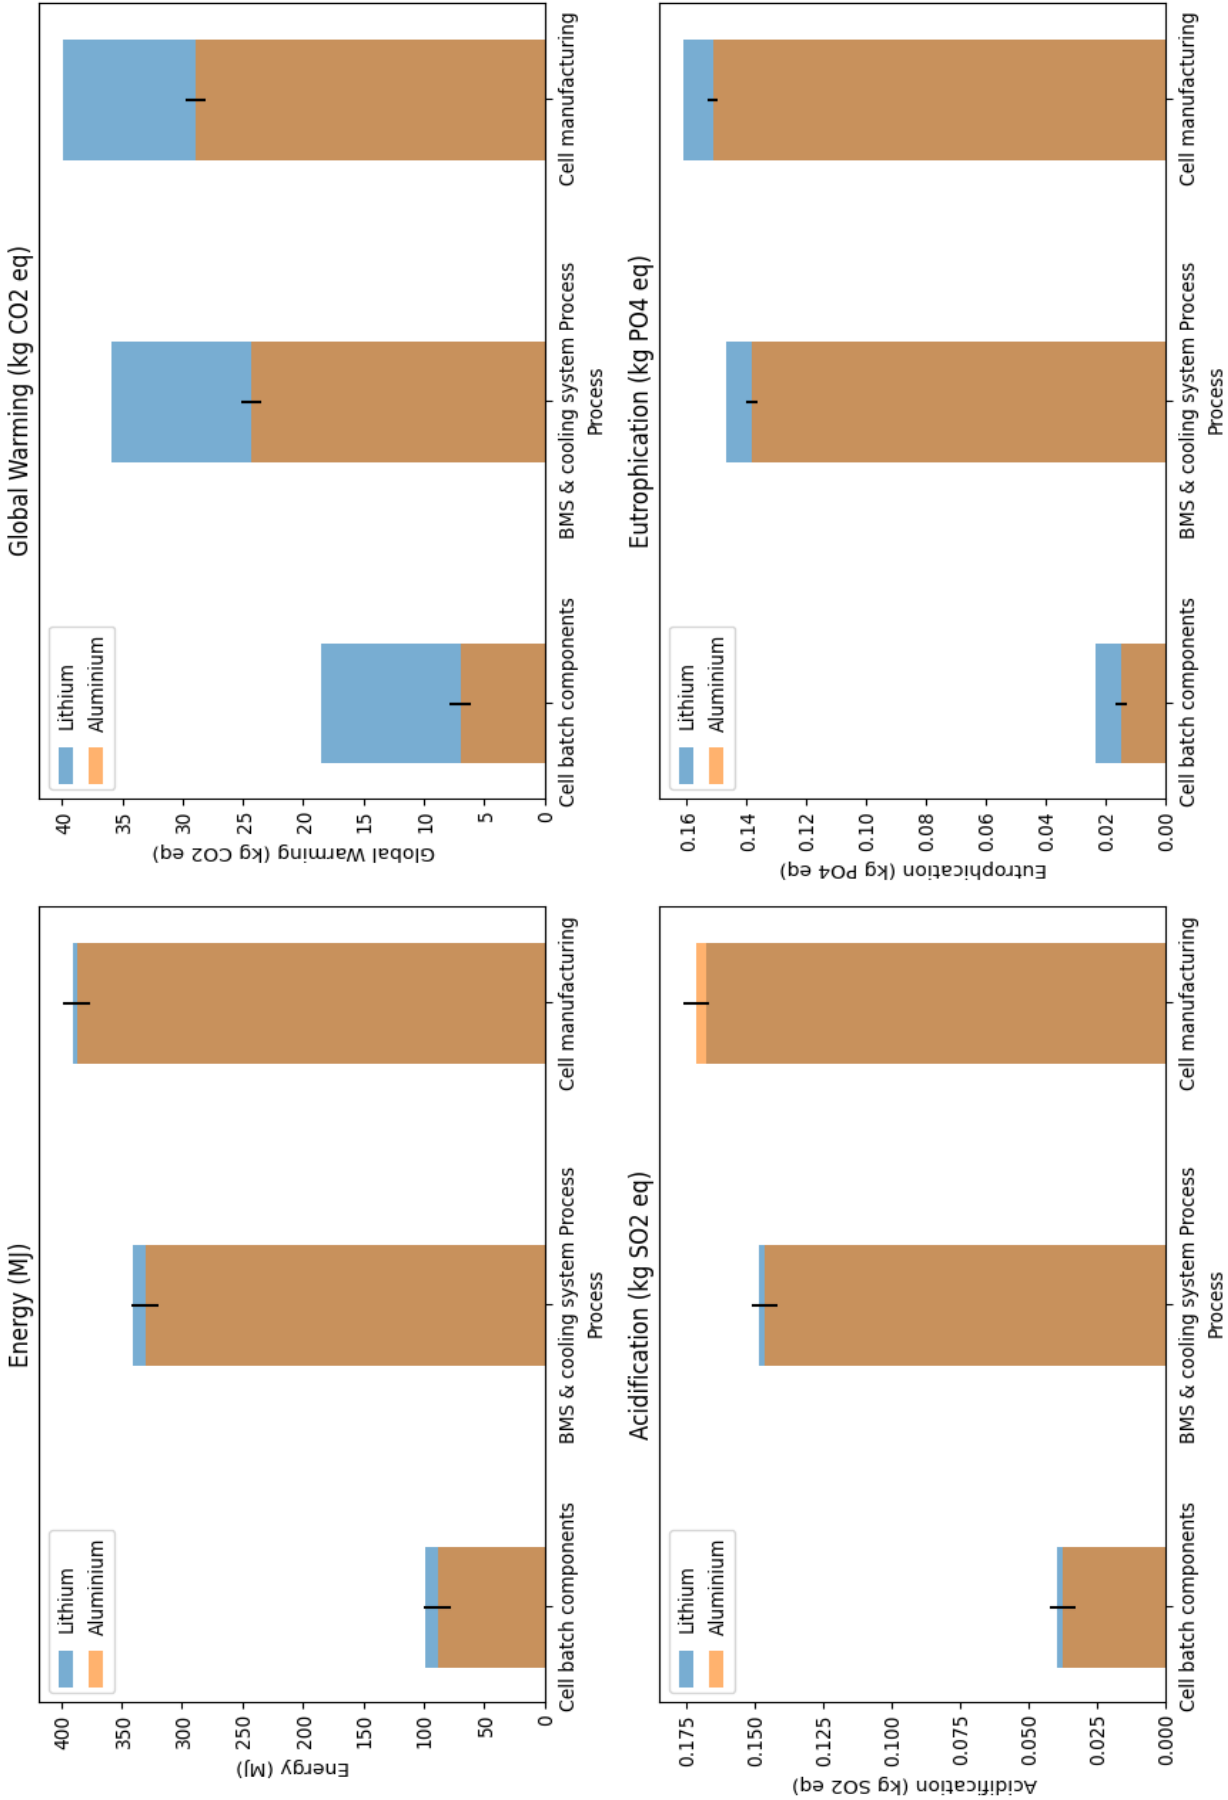 Energy (MJ)
Energy (MJ)
400
350
300
250
200
150
100
50
0
Lithium
Aluminium
Cell batch components
BMS & cooling system Process
Cell manufacturing
Process
Global Warming (kg CO2 eq)
Global Warming (kg CO2 eq)
40
35
30
25
20
15
10
5
0
Lithium
Aluminium
Cell batch components
BMS & cooling system Process
Cell manufacturing
Process
Acidification (kg SO2 eq)
Acidification (kg SO2 eq)
0.175
0.150
0.125
0.100
0.075
0.050
0.025
0.000
Lithium
Aluminium
Cell batch components
BMS & cooling system Process
Cell manufacturing
Process
Eutrophication (kg PO4 eq)
Eutrophication (kg PO4 eq)
0.16
0.14
0.12
0.10
0.08
0.06
0.04
0.02
0.00
Lithium
Aluminium
Cell batch components
BMS & cooling system Process
Cell manufacturing
Process